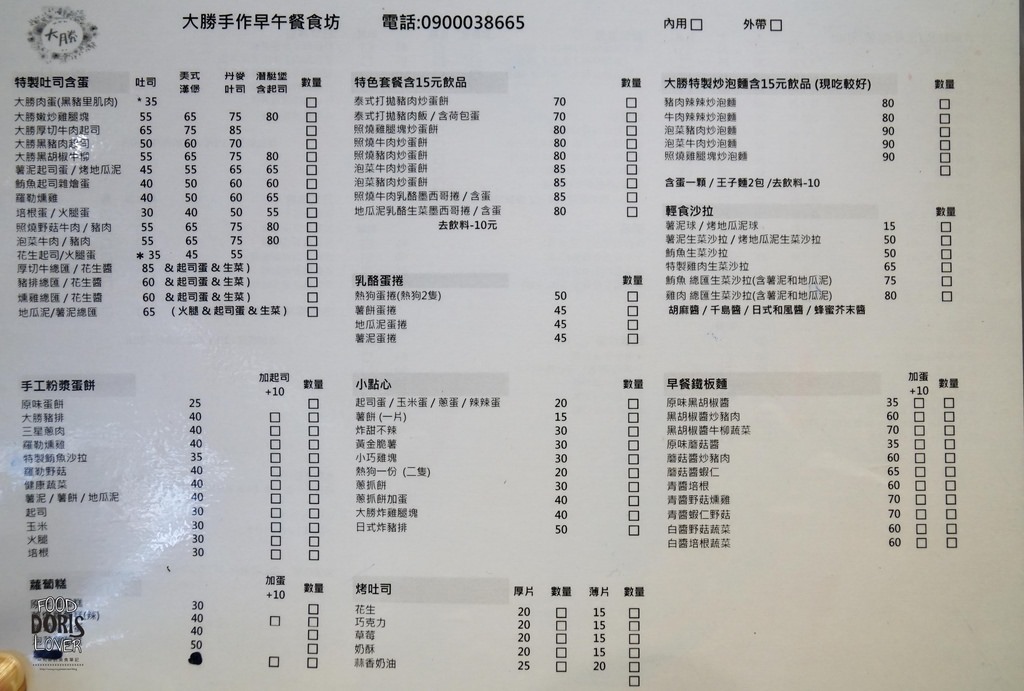 大勝
大勝手作早午餐食坊 電話:0900038665 內用□ 外帶□
特製吐司含蛋 吐司 美式漢堡 丹麥吐司 潛艇堡含起司 數量
大勝肉蛋(黑豬里肌肉) *35 □
大勝嫩炒雞腿塊 55 65 75 80 □
大勝厚切牛肉起司 65 75 85 □
大勝黑豬肉起司 50 60 70 □
大勝黑胡椒牛柳 55 65 75 80 □
薯泥起司蛋/烤地瓜泥 45 55 65 65 □
鮪魚起司雜燴蛋 40 50 60 60 □
羅勒燻雞 40 50 60 65 □
培根蛋/火腿蛋 30 40 50 55 □
照燒野菇牛肉/豬肉 55 65 75 80 □
泡菜牛肉/豬肉 55 65 75 80 □
花生起司/火腿蛋 *35 45 55 □
厚切牛總匯/花生醬 85 &起司蛋&生菜) □
豬排總匯/花生醬 60 &起司蛋&生菜) □
燻雞總匯/花生醬 60 &起司蛋&生菜) □
地瓜泥/薯泥總匯 65 (火腿&起司蛋&生菜) □
特色套餐含15元飲品 數量
泰式打拋豬肉炒蛋餅 70 □
泰式打拋豬肉飯/含荷包蛋 70 □
照燒雞腿塊炒蛋餅 80 □
照燒牛肉炒蛋餅 80 □
照燒豬肉炒蛋餅 80 □
泡菜牛肉炒蛋餅 85 □
泡菜豬肉炒蛋餅 85 □
照燒牛肉乳酪墨西哥捲/含蛋 85 □
地瓜泥乳酪生菜墨西哥捲/含蛋 80 □
去飲料-10元
乳酪蛋捲 數量
熱狗蛋捲(熱狗2隻) 50 □
薯餅蛋捲 45 □
地瓜泥蛋捲 45 □
薯泥蛋捲 45 □
大勝特製炒泡麵含15元飲品 (現吃較好) 數量
豬肉辣辣炒泡麵 80 □
牛肉辣辣炒泡麵 80 □
泡菜豬肉炒泡麵 90 □
泡菜牛肉炒泡麵 90 □
照燒雞腿塊炒泡麵 90 □
□
含蛋一顆/王子麵2包/去飲料-10
輕食沙拉 數量
薯泥球/烤地瓜泥球 15 □
薯泥生菜沙拉/烤地瓜泥生菜沙拉 50 □
鮪魚生菜沙拉 50 □
特製雞肉生菜沙拉 65 □
鮪魚 總匯生菜沙拉(含薯泥和地瓜泥) 75 □
雞肉 總匯生菜沙拉(含薯泥和地瓜泥) 80 □
胡麻醬/千島醬/日式和風醬/蜂蜜芥末醬
手工粉漿蛋餅 加起司+10 數量
原味蛋餅 25 □
大勝豬排 40 □ □
三星蔥肉 40 □ □
羅勒燻雞 40 □ □
特製鮪魚沙拉 35 □ □
羅勒野菇 40 □ □
健康蔬菜 40 □ □
薯泥/薯餅/地瓜泥 40 □ □
起司 30 □ □
玉米 30 □ □
火腿 30 □ □
培根 30 □ □
小點心 數量
起司蛋/玉米蛋/蔥蛋/辣辣蛋 20 □
薯餅(一片) 15 □
炸甜不辣 30 □
黃金脆薯 30 □
小巧雞塊 30 □
熱狗一份 (二隻) 20 □
蔥抓餅 30 □
蔥抓餅加蛋 40 □
大勝炸雞腿塊 40 □
日式炸豬排 50 □
早餐鐵板麵 加蛋+10 數量
原味黑胡椒醬 35 □ □
黑胡椒醬炒豬肉 60 □ □
黑胡椒醬牛柳蔬菜 70 □ □
原味蘑菇醬 35 □ □
蘑菇醬炒豬肉 60 □ □
蘑菇醬蝦仁 65 □ □
青醬培根 60 □ □
青醬野菇燻雞 70 □ □
青醬蝦仁野菇 70 □ □
白醬野菇蔬菜 60 □ □
白醬培根蔬菜 60 □ □
蘿蔔糕 加蛋+10 數量
30 □
40 □ □
40 □
50 □
□ □
FOOD
DORIS
LOVER
烤吐司 厚片 數量 薄片 數量
花生 20 □ 15 □
巧克力 20 □ 15 □
草莓 20 □ 15 □
奶酥 20 □ 15 □
蒜香奶油 25 □ 20 □
□